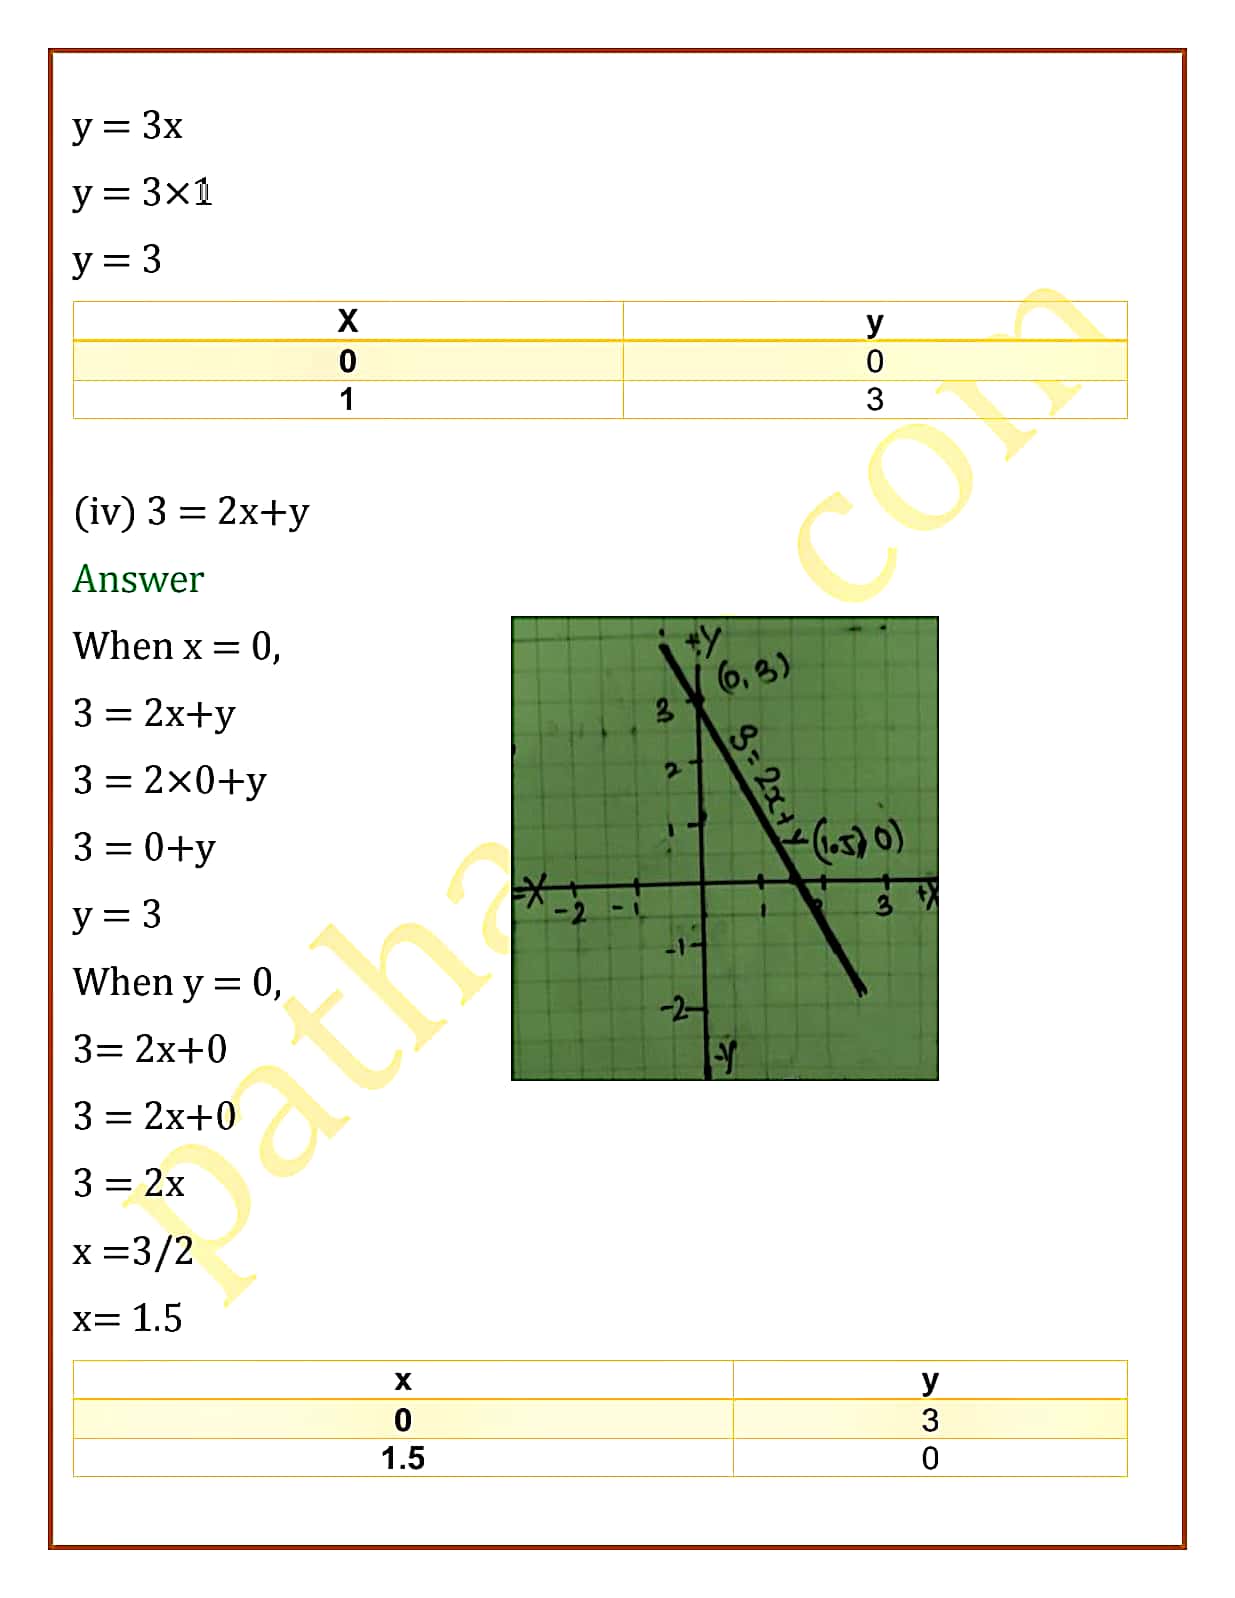 y = 3x
y = 3×1
y = 3
X y
0 0
1 3
(iv) 3 = 2x+y
Answer
When x = 0,
3 = 2x+y
3 = 2×0+y
3 = 0+y
y = 3
When y = 0,
3= 2x+0
3 = 2x+0
3 = 2x
x =3/2
x= 1.5
+Y
(0, 3)
3
2
1
3=2x+y
(1.5, 0)
-X -2 -1 1 2 3 +X
-1
-2
-Y
x y
0 3
1.5 0
patha
com